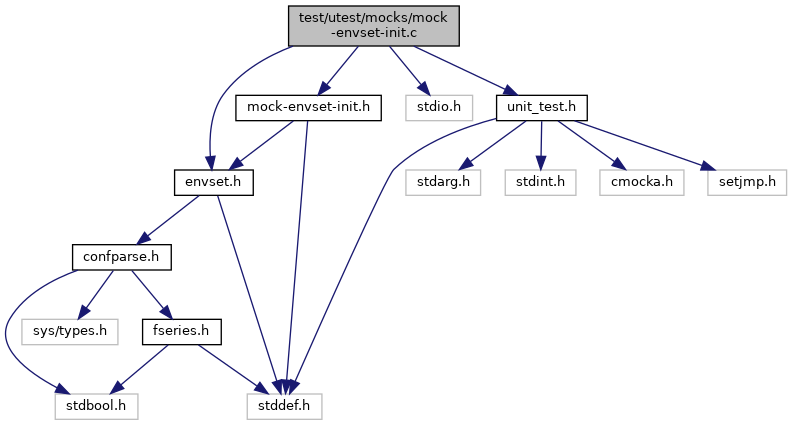 test/utest/mocks/mock
-envset-init.c
mock-envset-init.h
stdio.h
unit_test.h
envset.h
stdarg.h
stdint.h
cmocka.h
setjmp.h
confparse.h
sys/types.h
fseries.h
stdbool.h
stddef.h